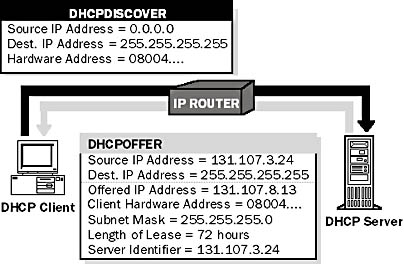 DHCPDISCOVER
Source IP Address = 0.0.0.0
Dest. IP Address = 255.255.255.255
Hardware Address = 08004....
IP ROUTER
DHCPOFFER
Source IP Address = 131.107.3.24
Dest. IP Address = 255.255.255.255
Offered IP Address = 131.107.8.13
Client Hardware Address = 08004....
Subnet Mask = 255.255.255.0
Length of Lease = 72 hours
Server Identifier = 131.107.3.24
DHCP Client
DHCP Server